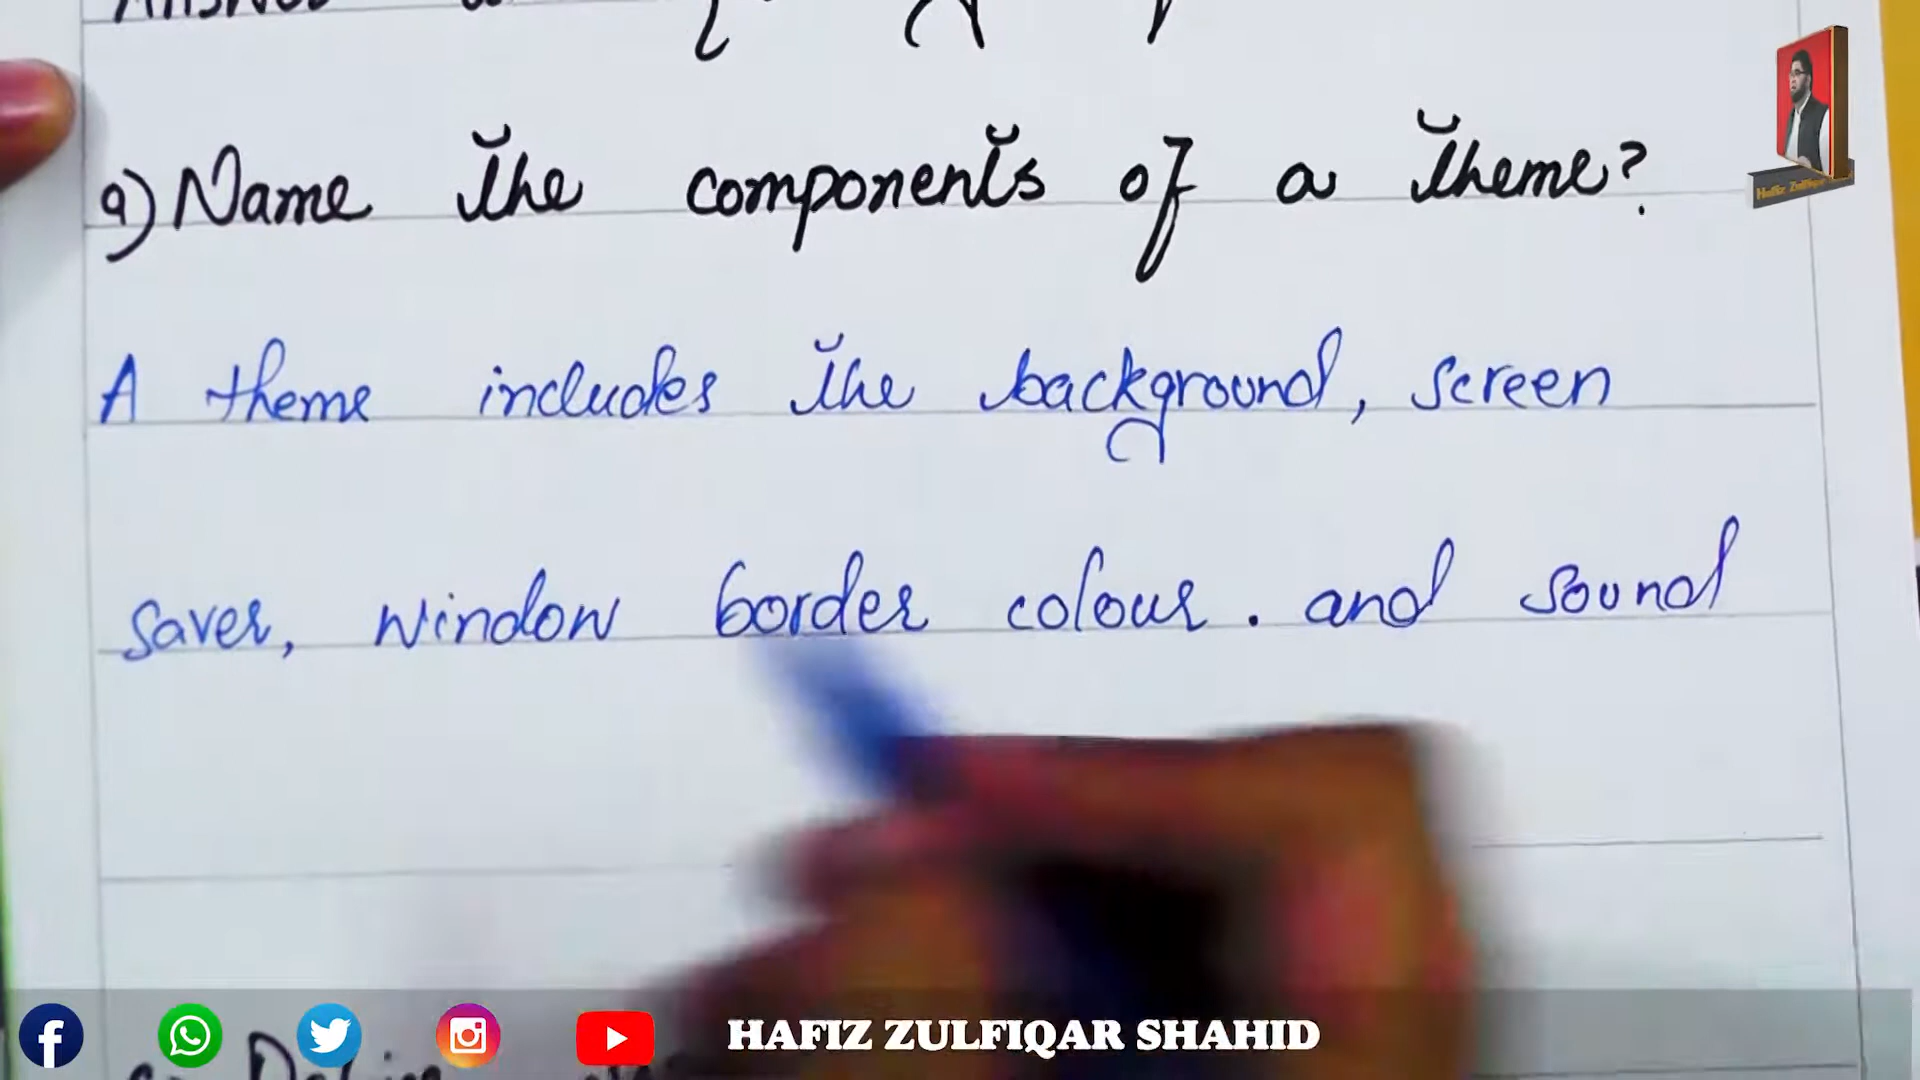 a) Name the components of a theme?
A theme includes the background, screen
saver, window border colour. and sound
HAFIZ ZULFIQAR SHAHID